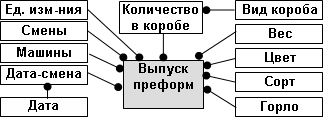 Ед. изм-ния
Смены
Машины
Дата-смена
Дата
Количество
в коробе
Выпуск
преформ
Вид короба
Вес
Цвет
Сорт
Горло